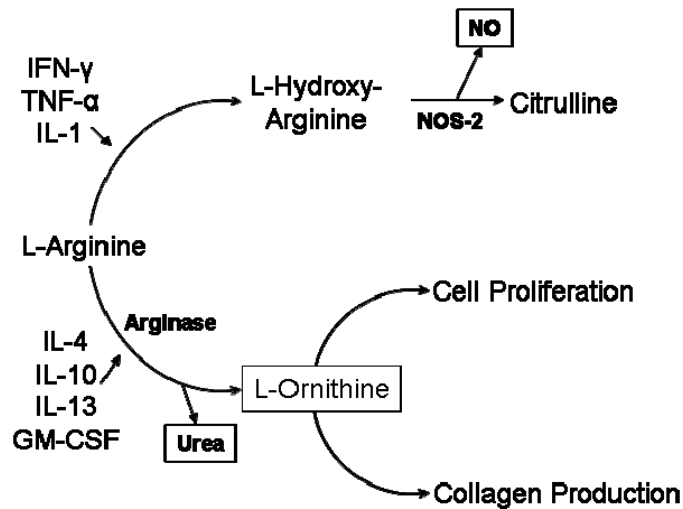 NO
IFN-γ
TNF-α
IL-1
L-Hydroxy-
Arginine
NOS-2
Citrulline
L-Arginine
Arginase
Cell Proliferation
IL-4
IL-10
IL-13
GM-CSF
L-Ornithine
Urea
Collagen Production